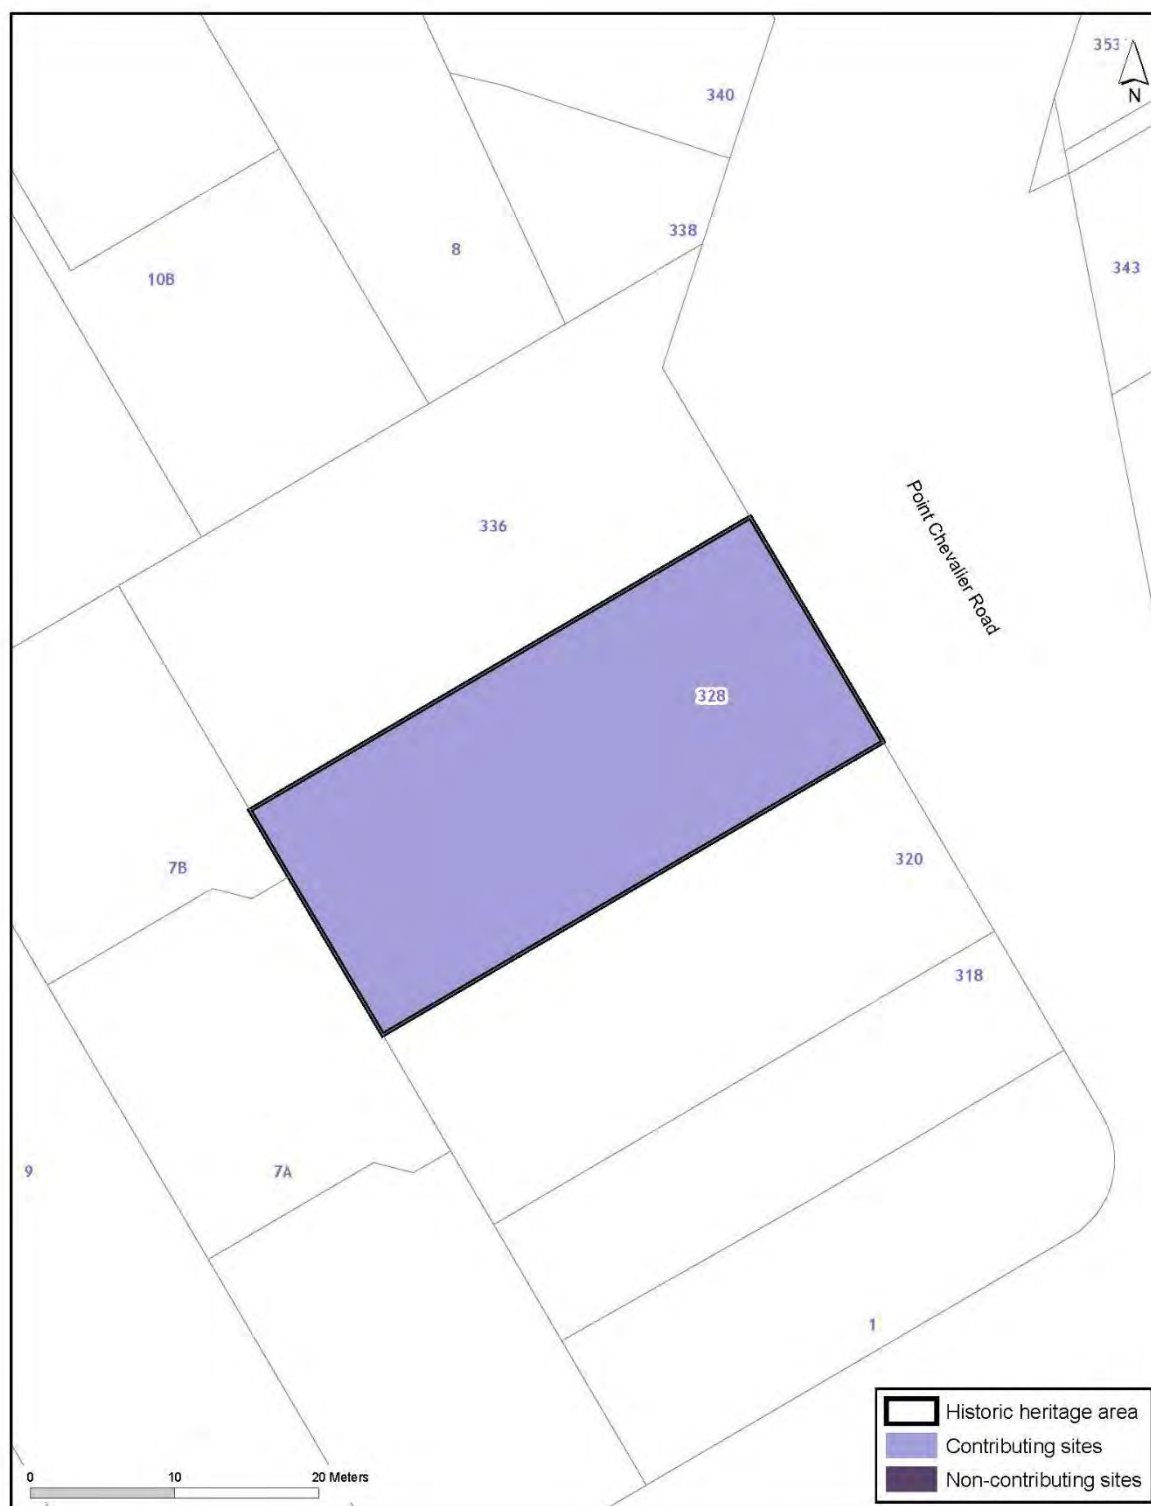 353
N
340
338
8
343
10B
336
Point Chevalier Road
328
320
7B
318
9
7A
1
Historic heritage area
Contributing sites
Non-contributing sites
0 10 20 Meters